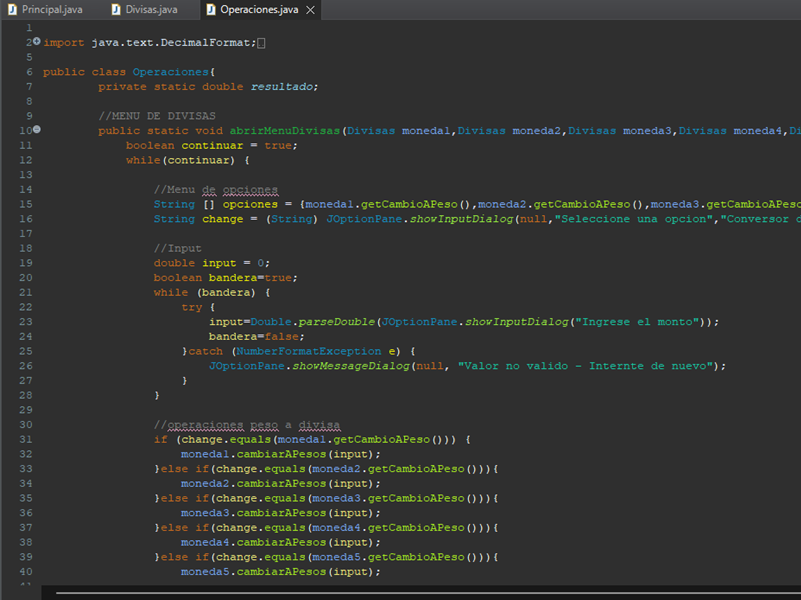 Principal.java Divisas.java Operaciones.java
1
2 import java.text.DecimalFormat;
5
6 public class Operaciones{
7 private static double resultado;
8
9 //MENU DE DIVISAS
10 public static void abrirMenuDivisas(Divisas moneda1,Divisas moneda2,Divisas moneda3,Divisas moneda4,Di
11 boolean continuar = true;
12 while(continuar) {
13
14 //Menu de opciones
15 String [] opciones = {moneda1.getCambioAPeso(),moneda2.getCambioAPeso(),moneda3.getCambioAPeso
16 String change = (String) JOptionPane.showInputDialog(null,"Seleccione una opcion","Conversor d
17
18 //Input
19 double input = 0;
20 boolean bandera=true;
21 while (bandera) {
22 try {
23 input=Double.parseDouble(JOptionPane.showInputDialog("Ingrese el monto"));
24 bandera=false;
25 }catch (NumberFormatException e) {
26 JOptionPane.showMessageDialog(null, "Valor no valido - Internte de nuevo");
27 }
28 }
29
30 //operaciones peso a divisa
31 if (change.equals(moneda1.getCambioAPeso())) {
32 moneda1.cambiarAPesos(input);
33 }else if(change.equals(moneda2.getCambioAPeso())){
34 moneda2.cambiarAPesos(input);
35 }else if(change.equals(moneda3.getCambioAPeso())){
36 moneda3.cambiarAPesos(input);
37 }else if(change.equals(moneda4.getCambioAPeso())){
38 moneda4.cambiarAPesos(input);
39 }else if(change.equals(moneda5.getCambioAPeso())){
40 moneda5.cambiarAPesos(input);